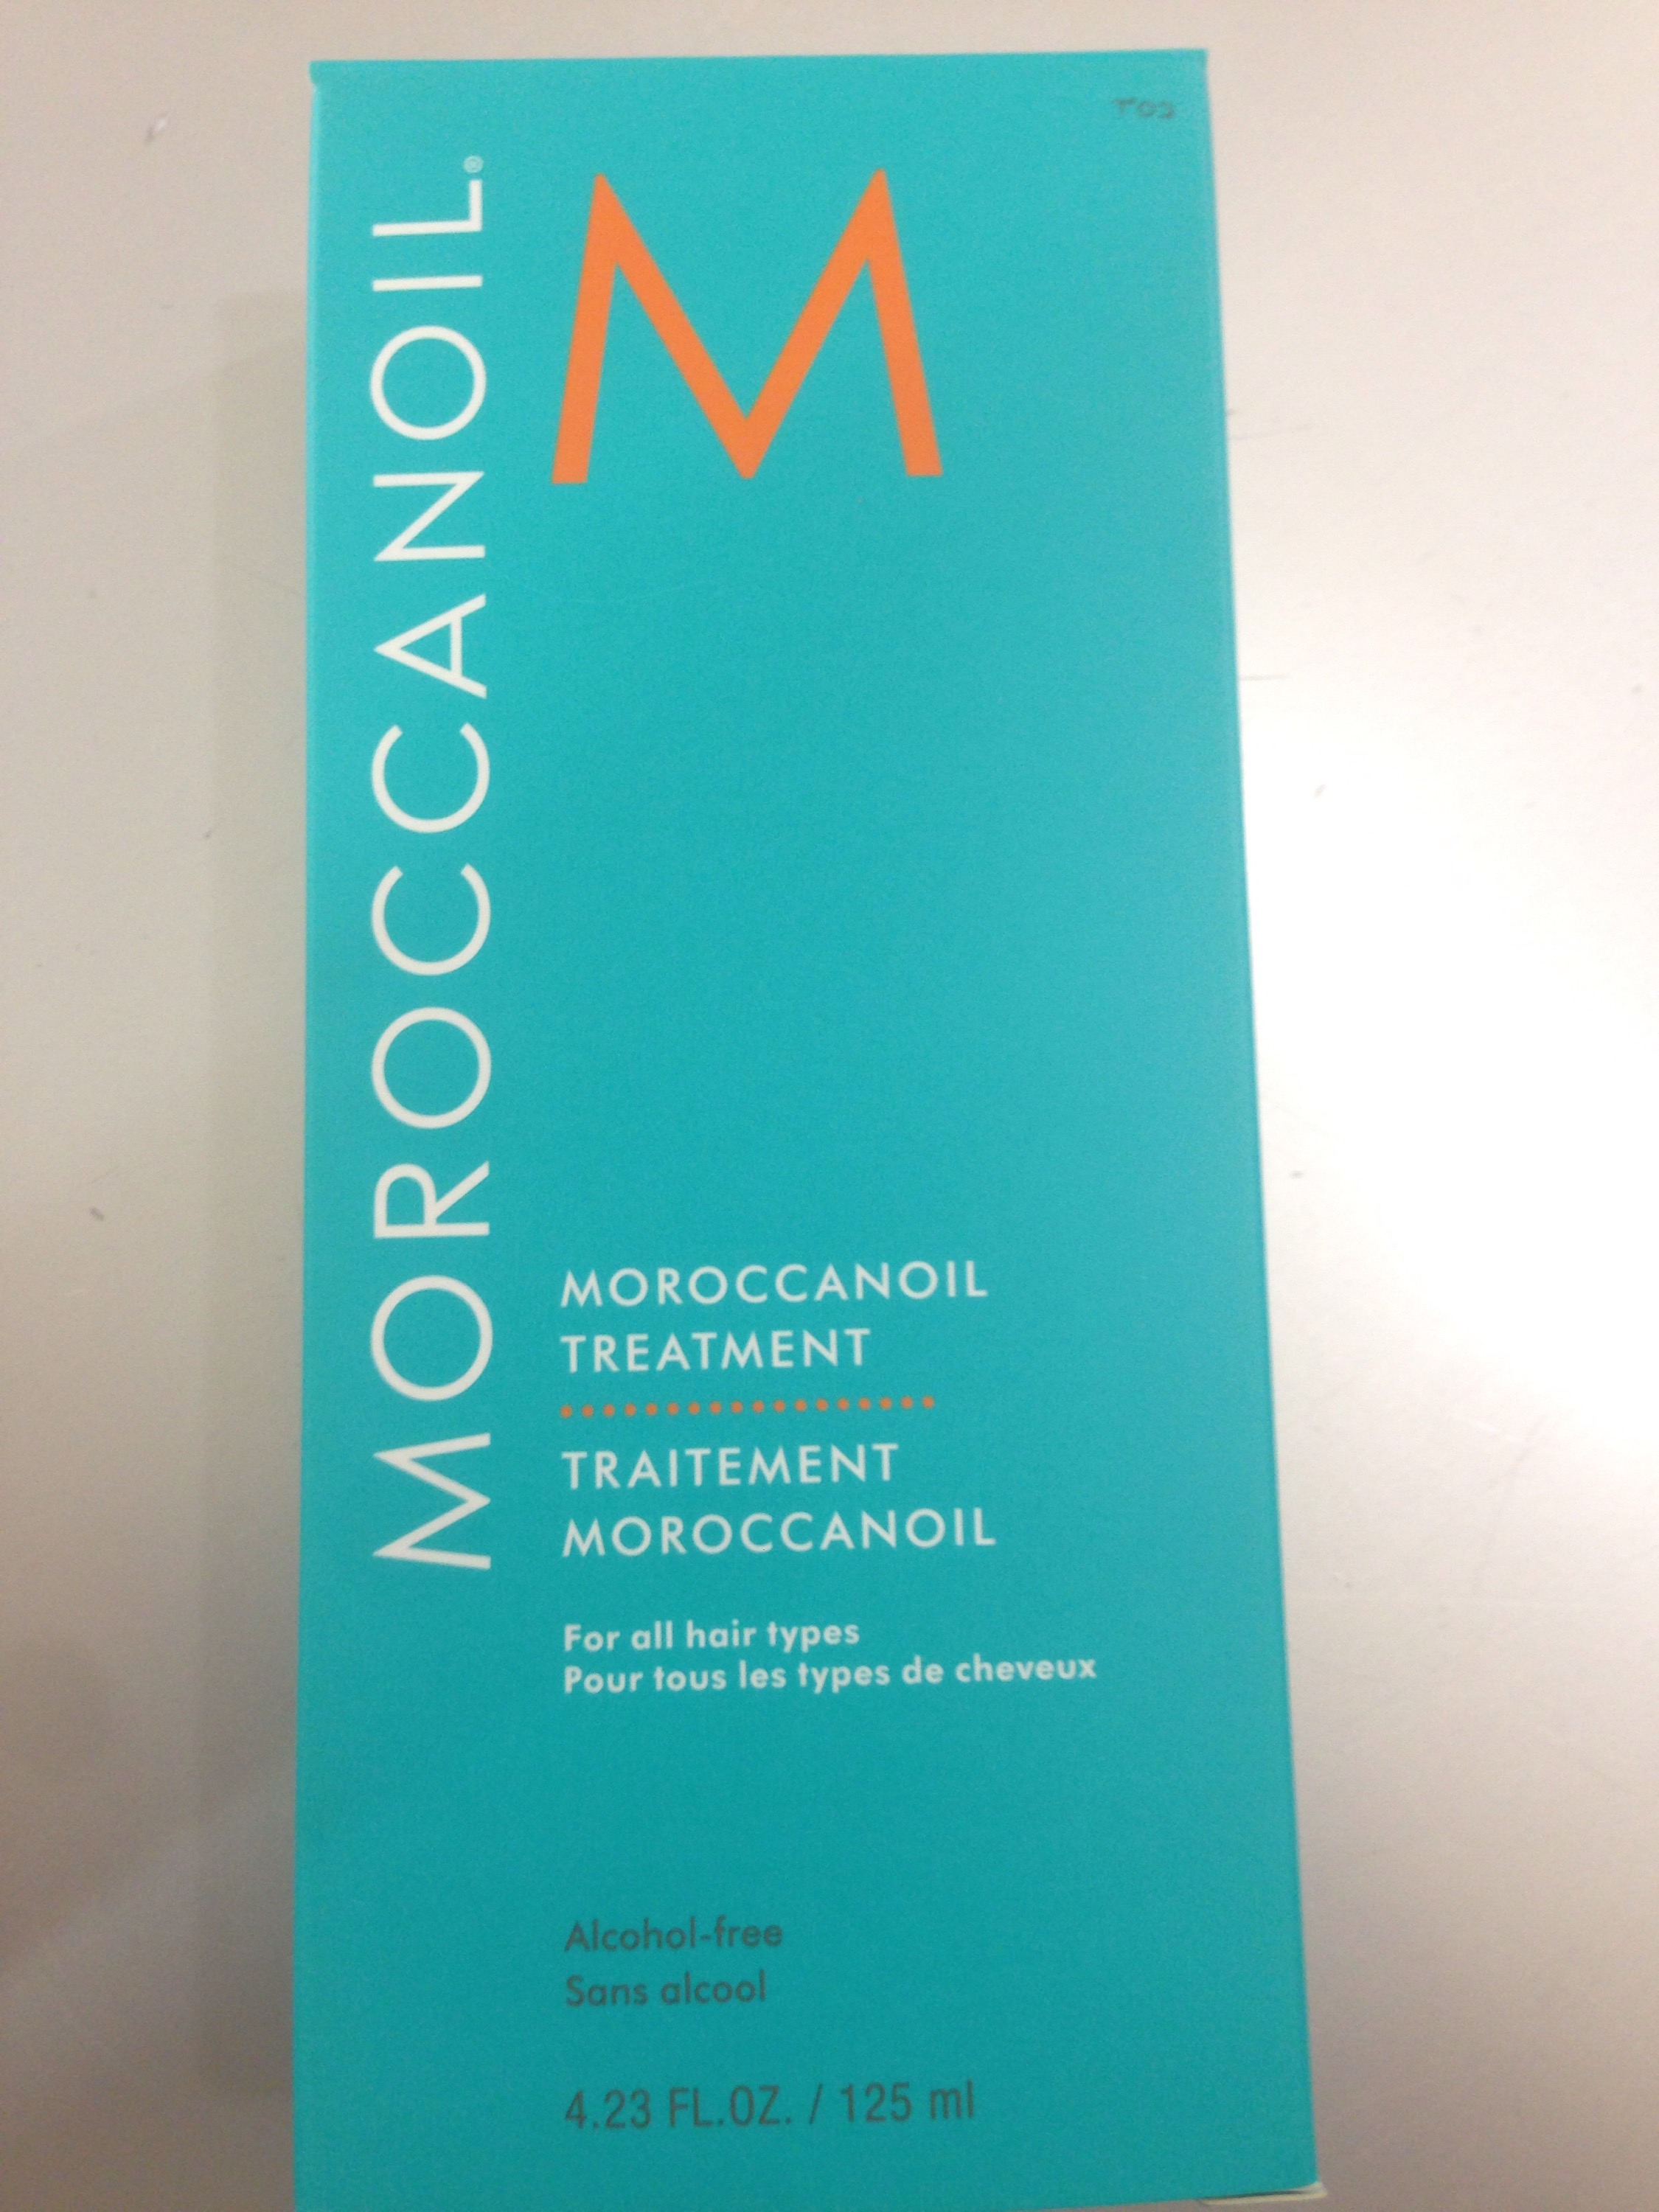 MOROCCANOIL®
M
MOROCCANOIL
TREATMENT
TRAITEMENT
MOROCCANOIL
For all hair types
Pour tous les types de cheveux
Alcohol-free
Sans alcool
4.23 FL.OZ. / 125 ml